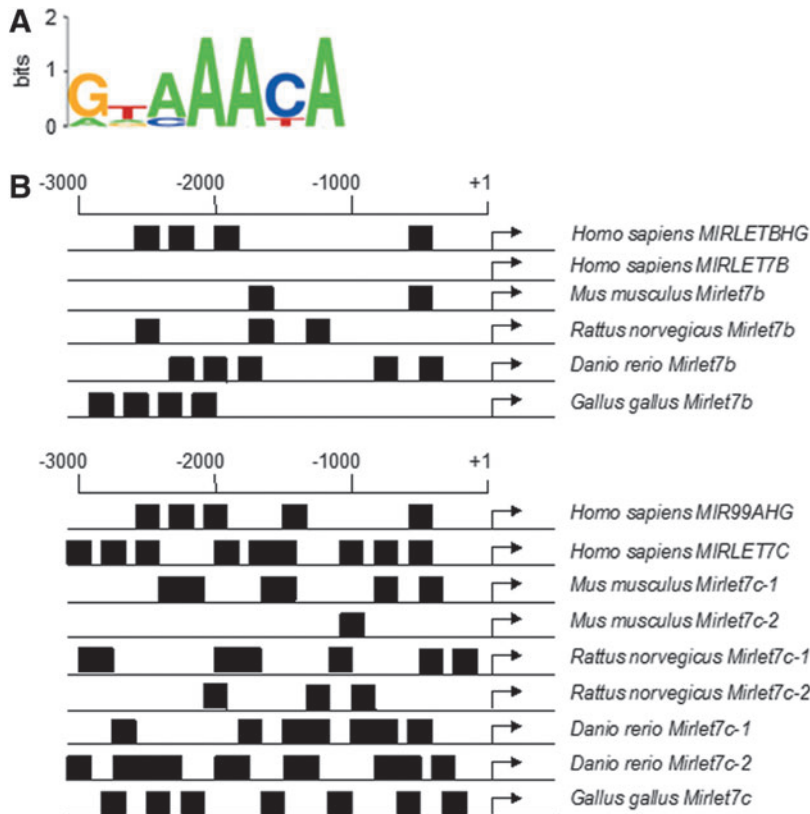 A
2
1
0
bits
GTAAACA
B
-3000 -2000 -1000 +1
Homo sapiens MIRLETBHG
Homo sapiens MIRLET7B
Mus musculus Mirlet7b
Rattus norvegicus Mirlet7b
Danio rerio Mirlet7b
Gallus gallus Mirlet7b
-3000 -2000 -1000 +1
Homo sapiens MIR99AHG
Homo sapiens MIRLET7C
Mus musculus Mirlet7c-1
Mus musculus Mirlet7c-2
Rattus norvegicus Mirlet7c-1
Rattus norvegicus Mirlet7c-2
Danio rerio Mirlet7c-1
Danio rerio Mirlet7c-2
Gallus gallus Mirlet7c